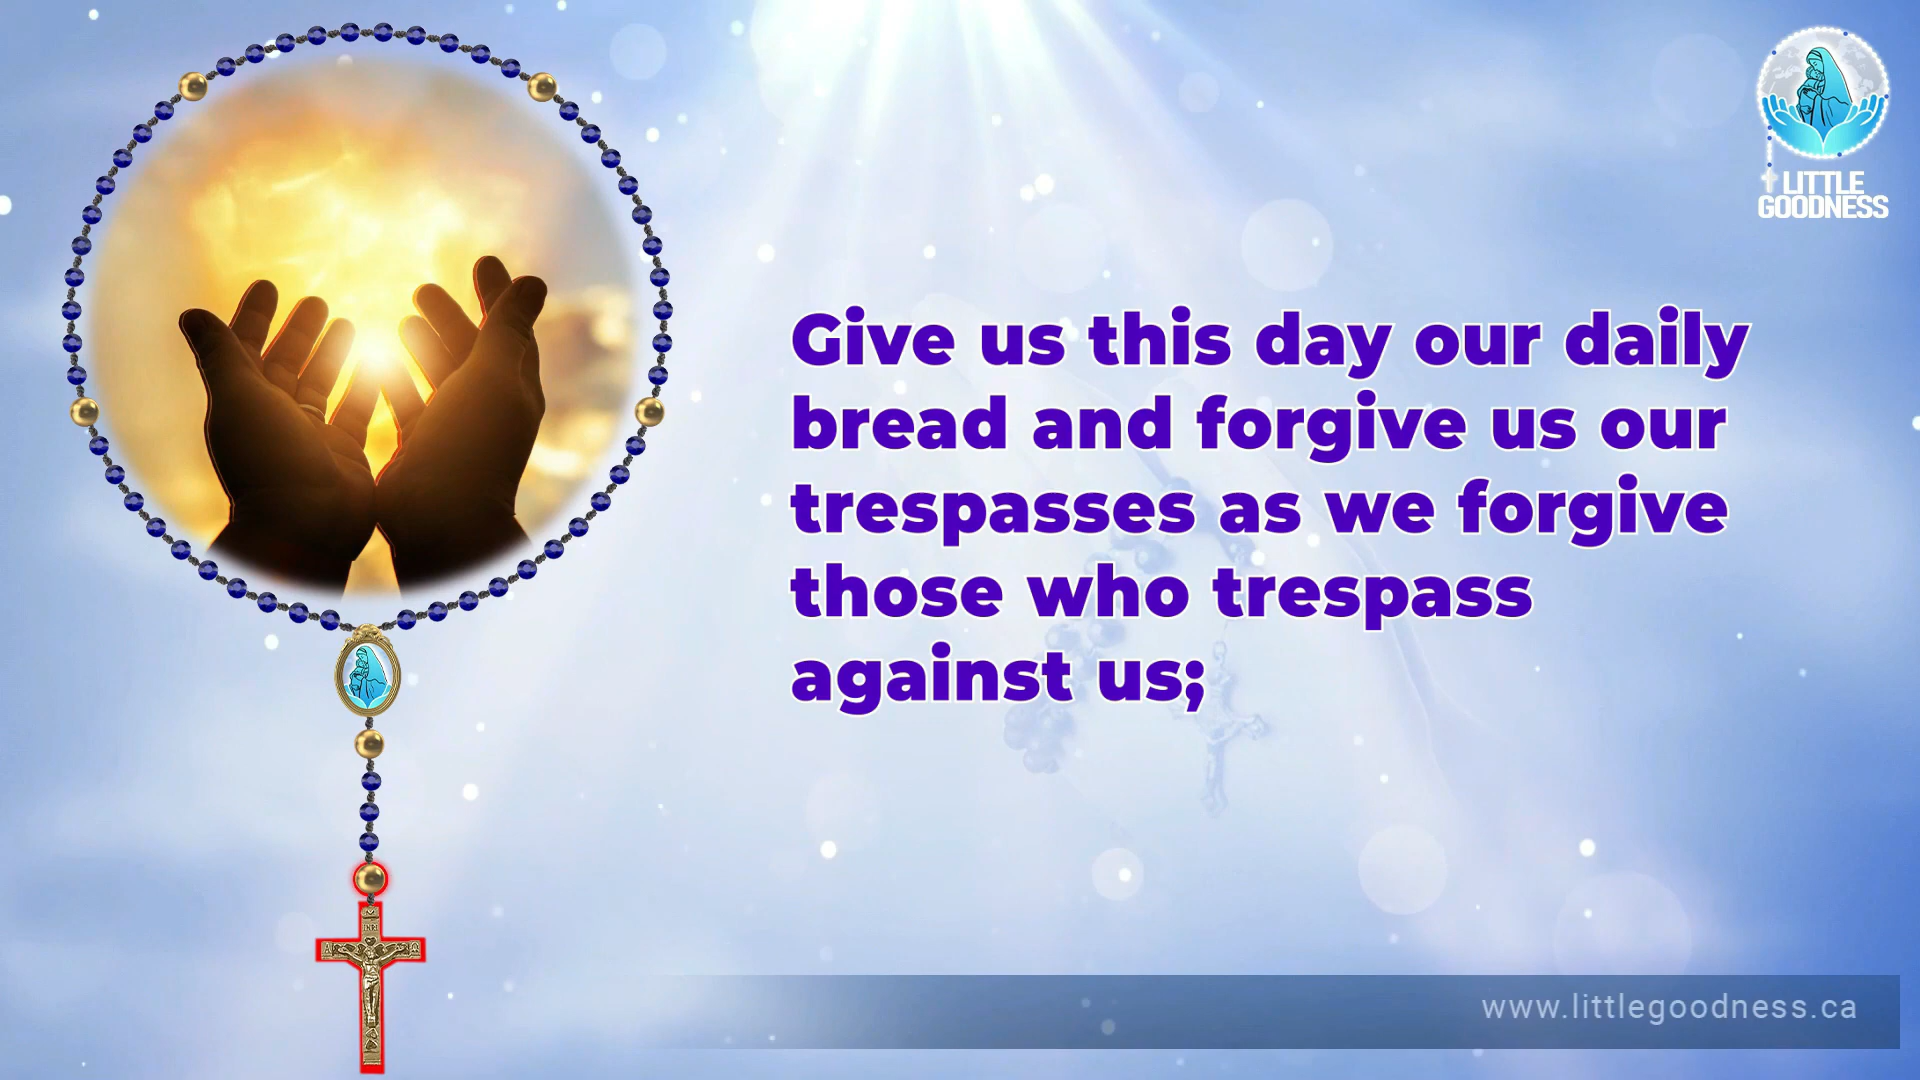 LITTLE
GOODNESS
Give us this day our daily
bread and forgive us our
trespasses as we forgive
those who trespass
against us;
INRI
A Ω
www.littlegoodness.ca